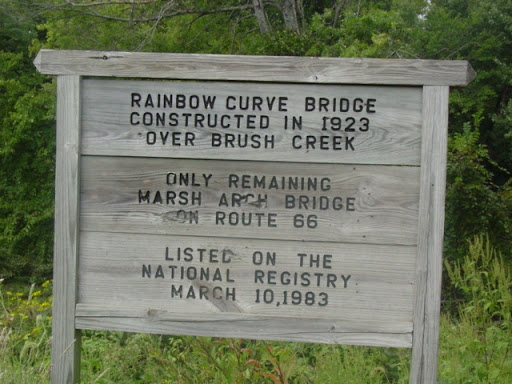 RAINBOW CURVE BRIDGE
CONSTRUCTED IN 1923
OVER BRUSH CREEK
ONLY REMAINING
MARSH ARCH BRIDGE
ON ROUTE 66
LISTED ON THE
NATIONAL REGISTRY
MARCH 10,1983